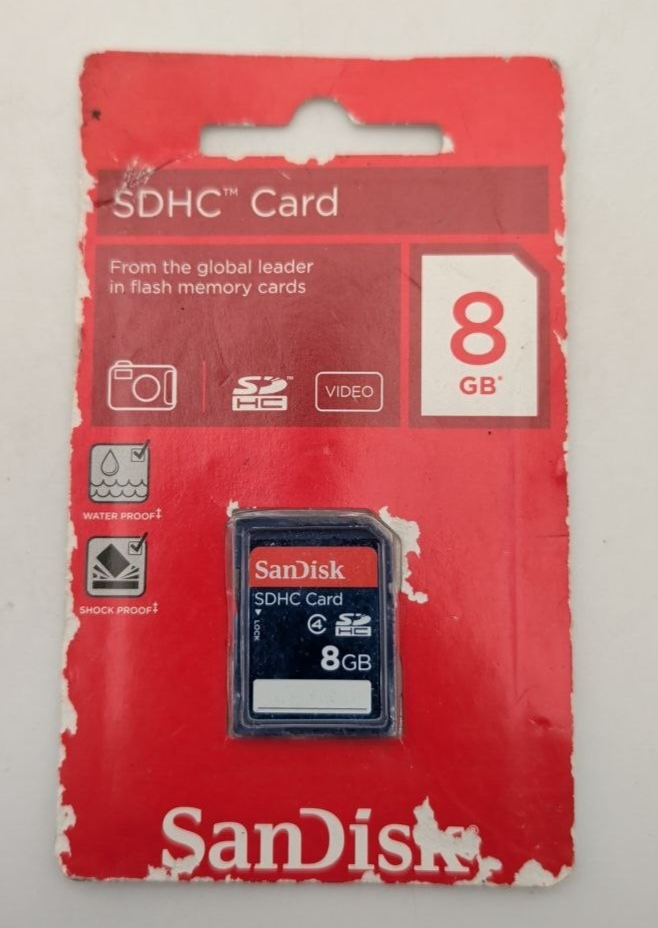 SDHC™ Card
From the global leader
in flash memory cards
8
GB*
SD™
HC
VIDEO
WATER PROOF‡
SHOCK PROOF‡
SanDisk
SDHC Card
▼ LOCK
4
SD
HC
8GB
SanDisk®